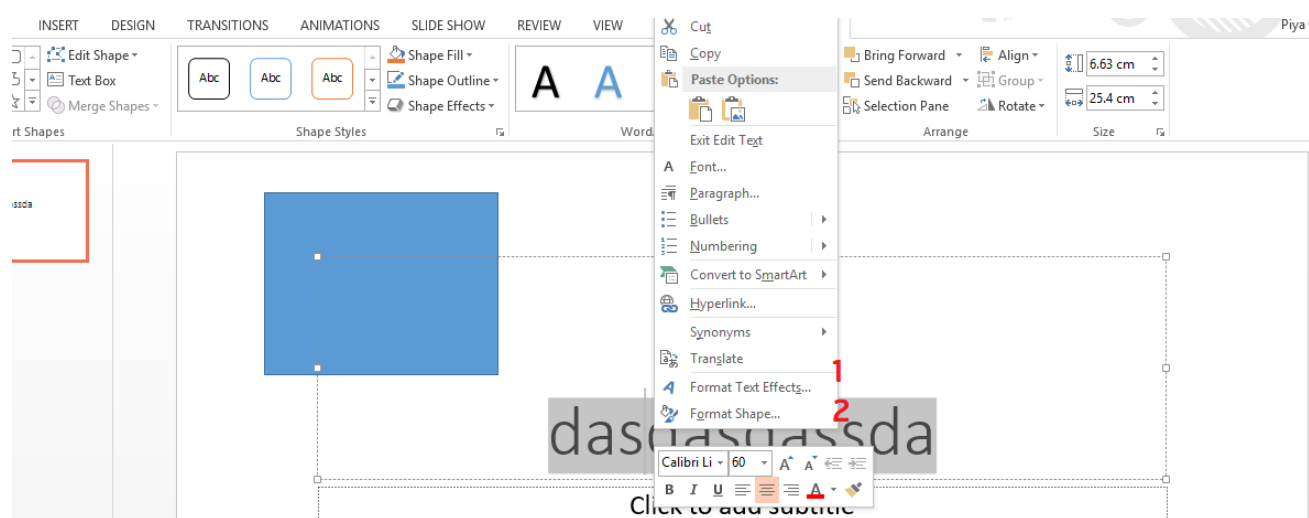 INSERT DESIGN TRANSITIONS ANIMATIONS SLIDE SHOW REVIEW VIEW
Piya
Edit Shape
Text Box
Merge Shapes
rt Shapes
Abc Abc Abc
Shape Fill
Shape Outline
Shape Effects
Shape Styles
A A
Word
Bring Forward
Send Backward
Selection Pane
Align
Group
Rotate
Arrange
6.63 cm
25.4 cm
Size
Cut
Copy
Paste Options:
Exit Edit Text
A Font...
Paragraph...
Bullets
Numbering
Convert to SmartArt
Hyperlink...
Synonyms
Translate
1
A Format Text Effects...
Format Shape...
2
assda
dasdasdassda
Calibri Li 60 A A
B I U A
Click to add subtitle